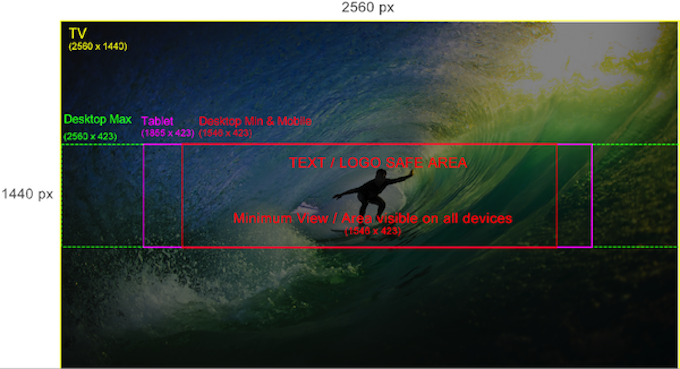 2560 px
TV
(2560 x 1440)
Desktop Max
(2560 x 423)
Tablet
(1855 x 423)
Desktop Min & Mobile
(1546 x 423)
TEXT / LOGO SAFE AREA
1440 px
Minimum View / Area visible on all devices
(1546 x 423)